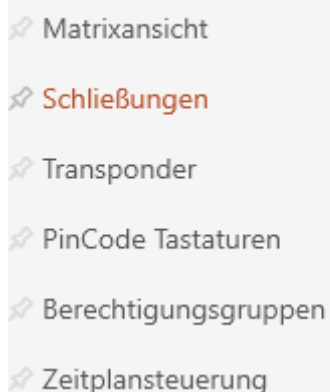 Matrixansicht
Schließungen
Transponder
PinCode Tastaturen
Berechtigungsgruppen
Zeitplansteuerung